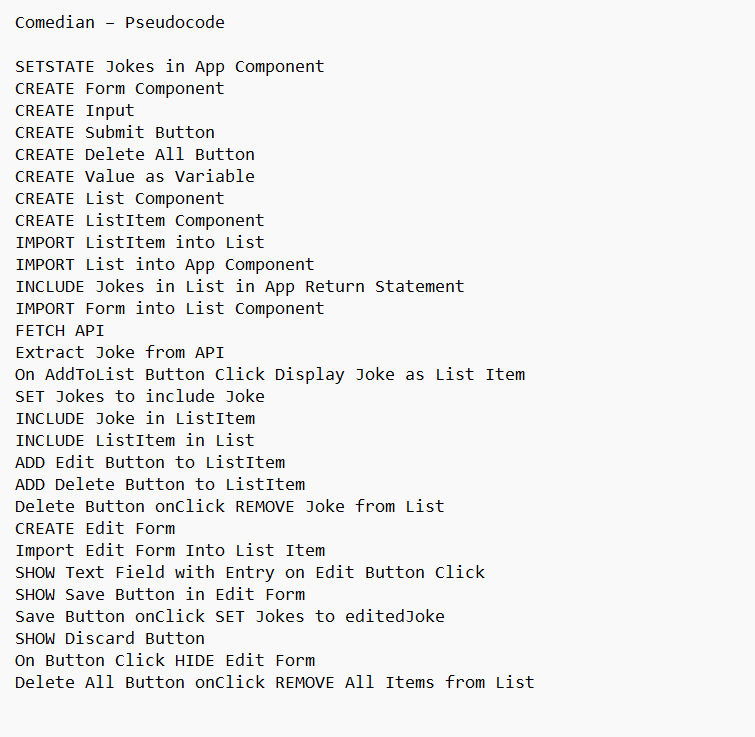 Comedian – Pseudocode
SETSTATE Jokes in App Component
CREATE Form Component
CREATE Input
CREATE Submit Button
CREATE Delete All Button
CREATE Value as Variable
CREATE List Component
CREATE ListItem Component
IMPORT ListItem into List
IMPORT List into App Component
INCLUDE Jokes in List in App Return Statement
IMPORT Form into List Component
FETCH API
Extract Joke from API
On AddToList Button Click Display Joke as List Item
SET Jokes to include Joke
INCLUDE Joke in ListItem
INCLUDE ListItem in List
ADD Edit Button to ListItem
ADD Delete Button to ListItem
Delete Button onClick REMOVE Joke from List
CREATE Edit Form
Import Edit Form Into List Item
SHOW Text Field with Entry on Edit Button Click
SHOW Save Button in Edit Form
Save Button onClick SET Jokes to editedJoke
SHOW Discard Button
On Button Click HIDE Edit Form
Delete All Button onClick REMOVE All Items from List